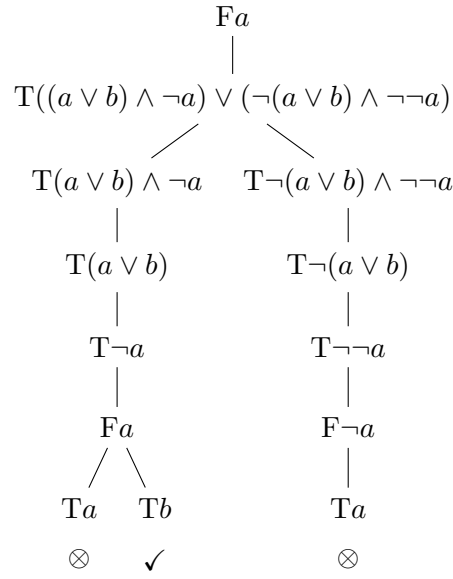 Fa
T((a ∨ b) ∧ ¬a) ∨ (¬(a ∨ b) ∧ ¬¬a)
T(a ∨ b) ∧ ¬a T¬(a ∨ b) ∧ ¬¬a
T(a ∨ b) T¬(a ∨ b)
T¬a T¬¬a
Fa F¬a
Ta Tb Ta
⊗ ✓ ⊗